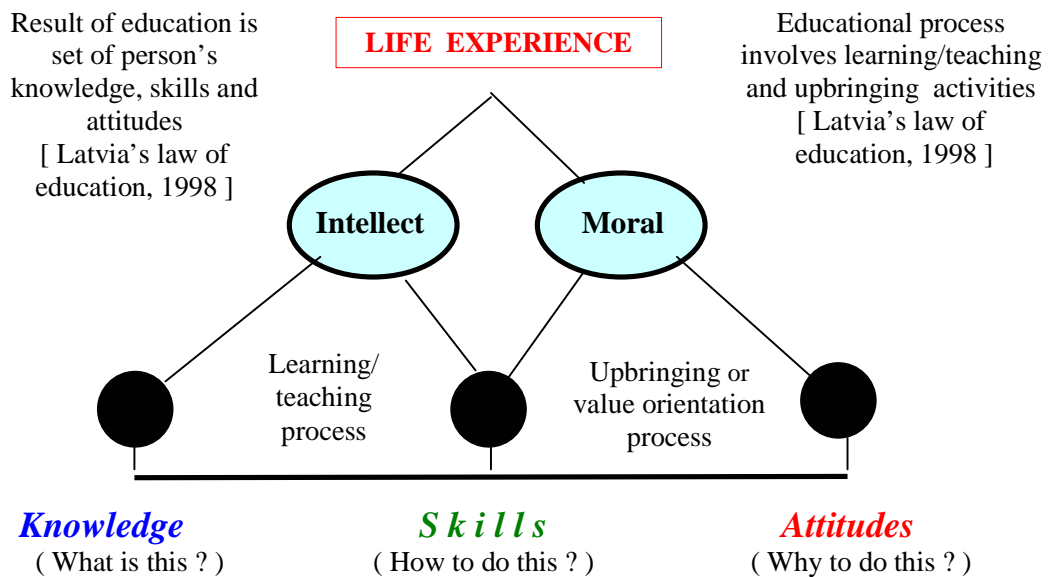 Result of education is
set of person's
knowledge, skills and
attitudes
[ Latvia's law of
education, 1998 ]
LIFE EXPERIENCE
Educational process
involves learning/teaching
and upbringing activities
[ Latvia's law of
education, 1998 ]
Intellect
Moral
Learning/
teaching
process
Upbringing or
value orientation
process
Knowledge
( What is this ? )
S k i l l s
( How to do this ? )
Attitudes
( Why to do this ? )